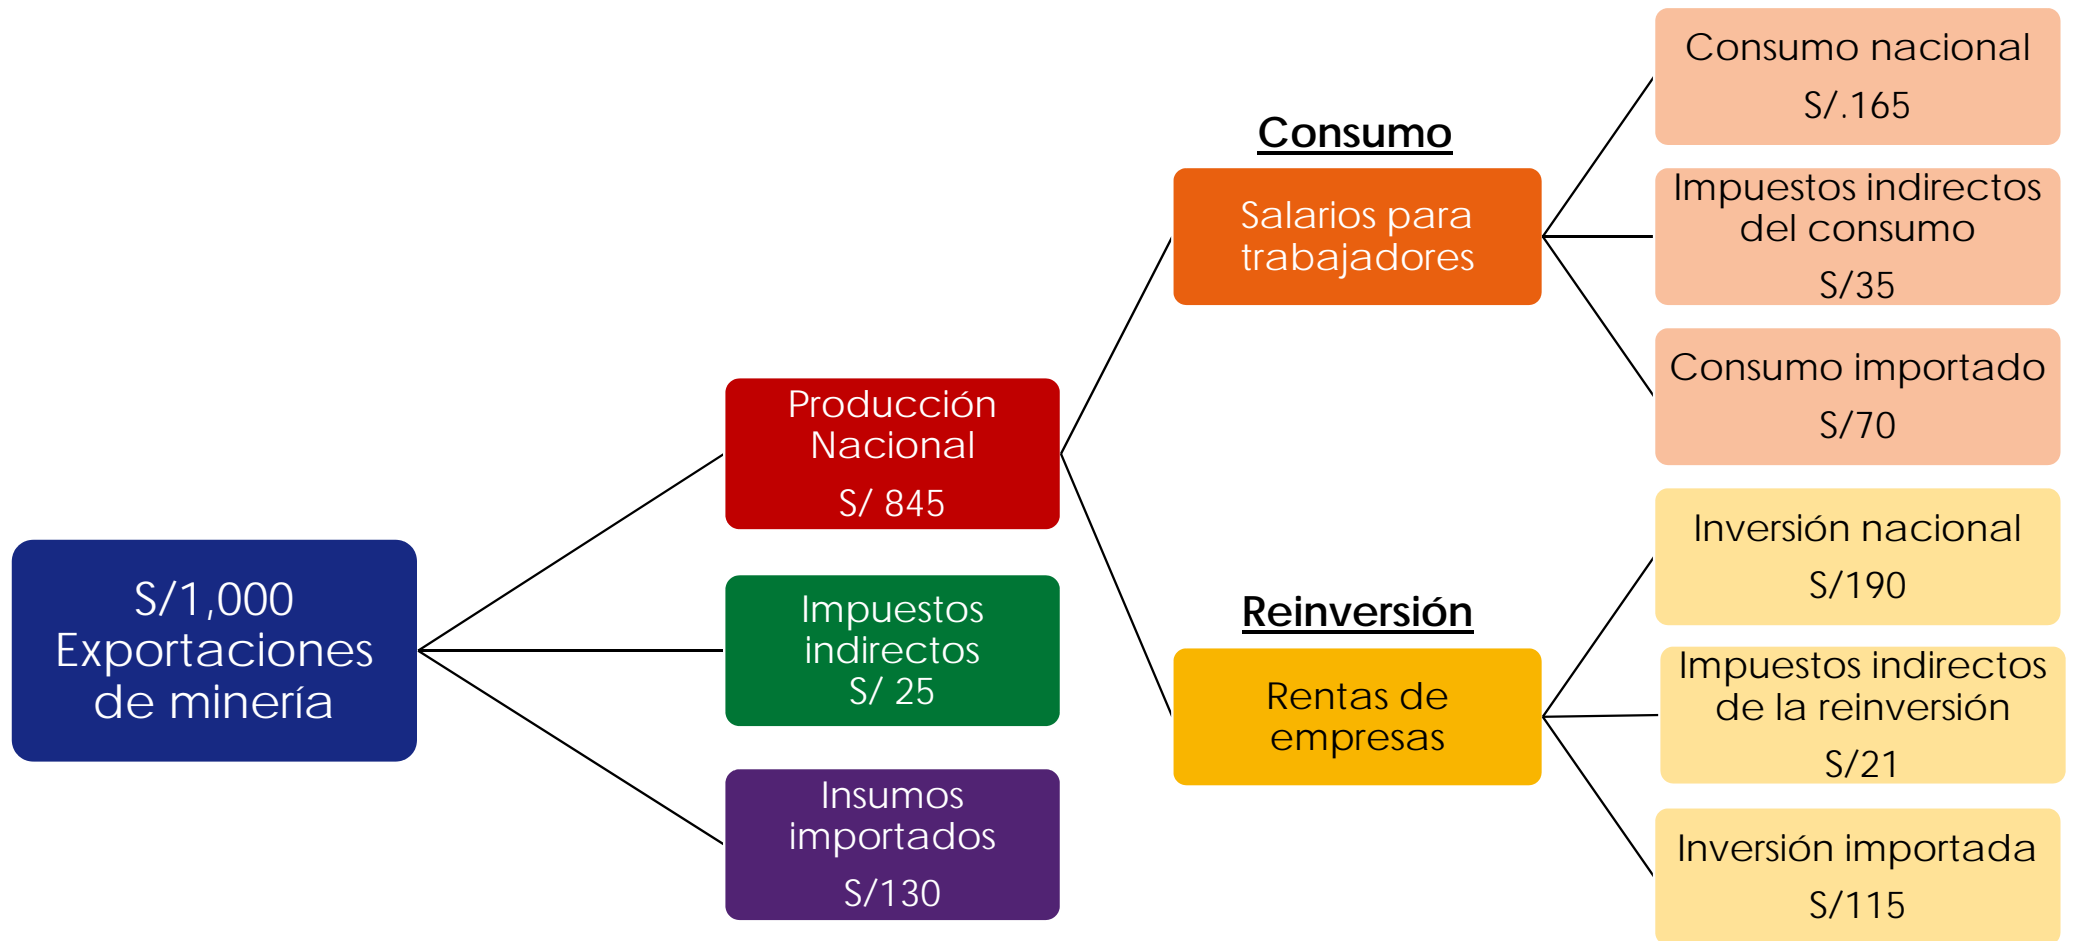 S/1,000
Exportaciones
de minería
Producción
Nacional
S/ 845
Impuestos
indirectos
S/ 25
Insumos
importados
S/130
Consumo
Salarios para
trabajadores
Reinversión
Rentas de
empresas
Consumo nacional
S/.165
Impuestos indirectos
del consumo
S/35
Consumo importado
S/70
Inversión nacional
S/190
Impuestos indirectos
de la reinversión
S/21
Inversión importada
S/115